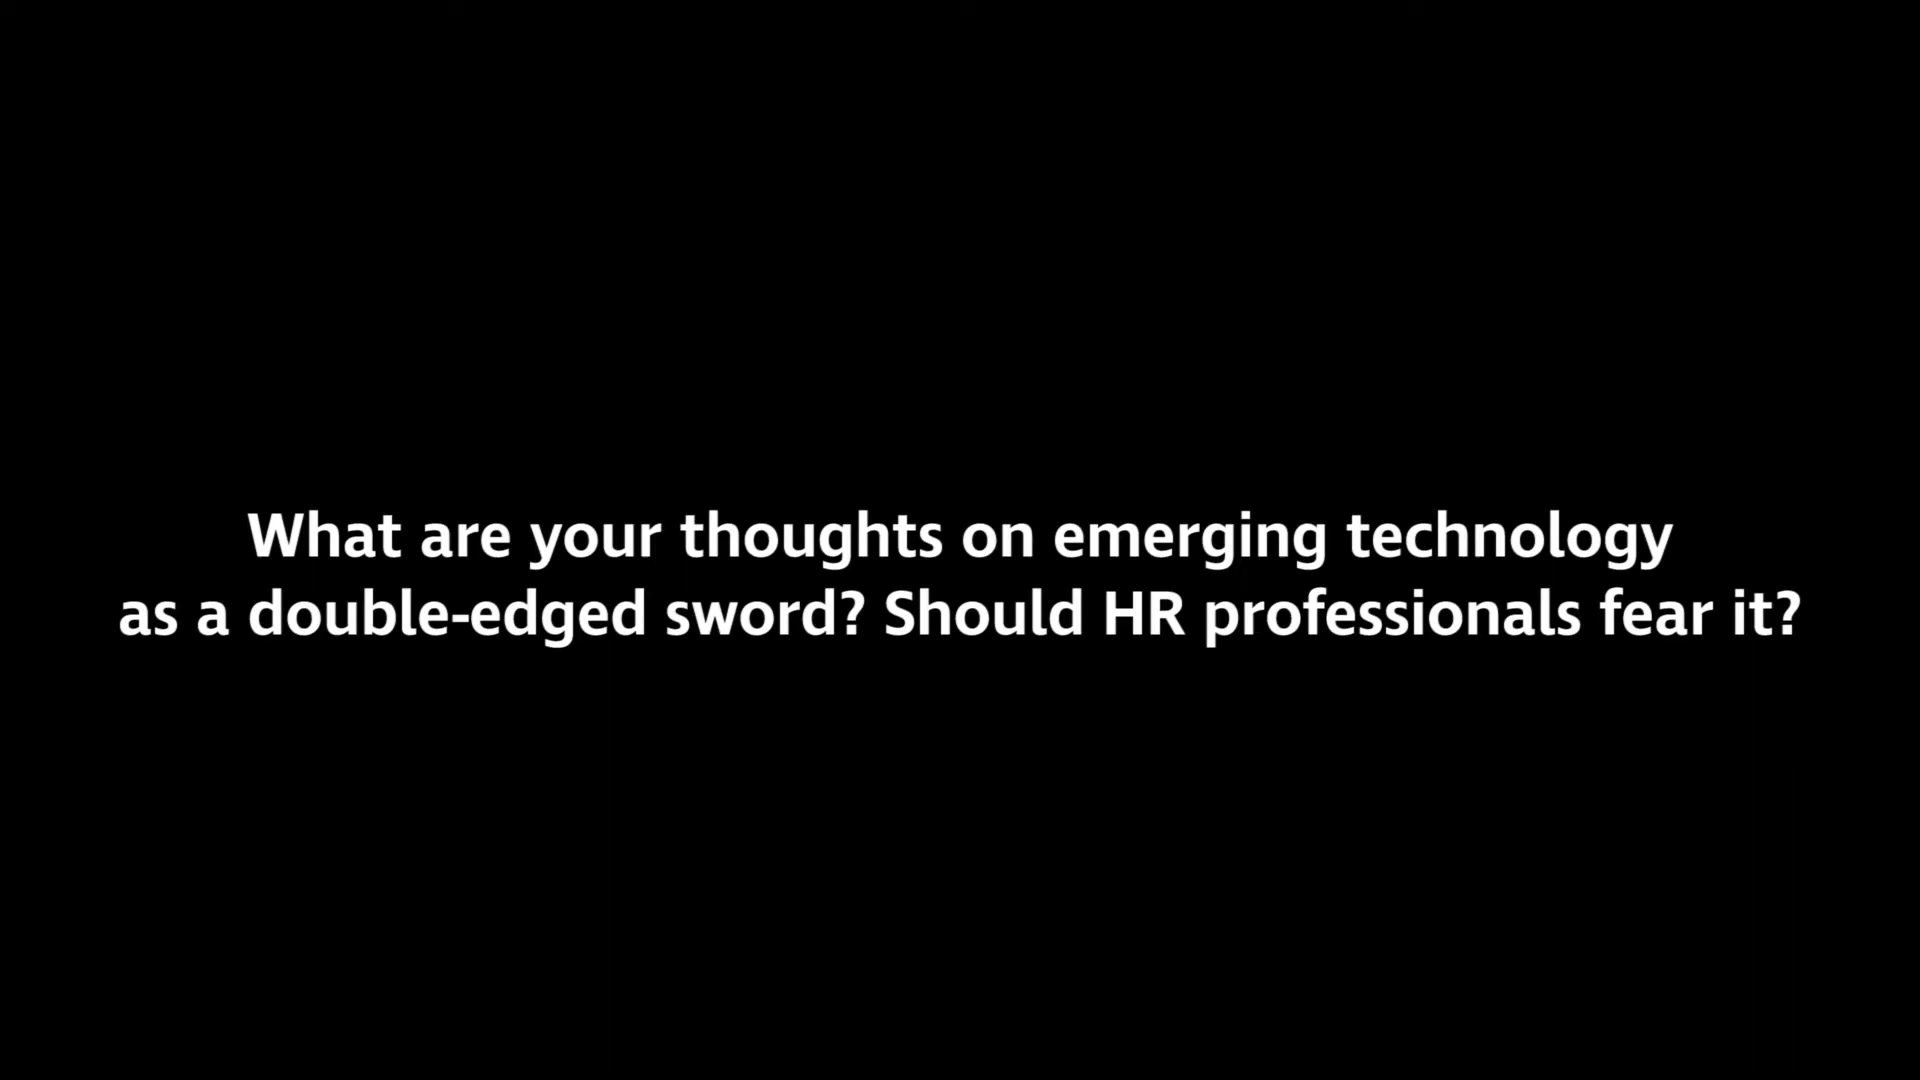 What are your thoughts on emerging technology
as a double-edged sword? Should HR professionals fear it?